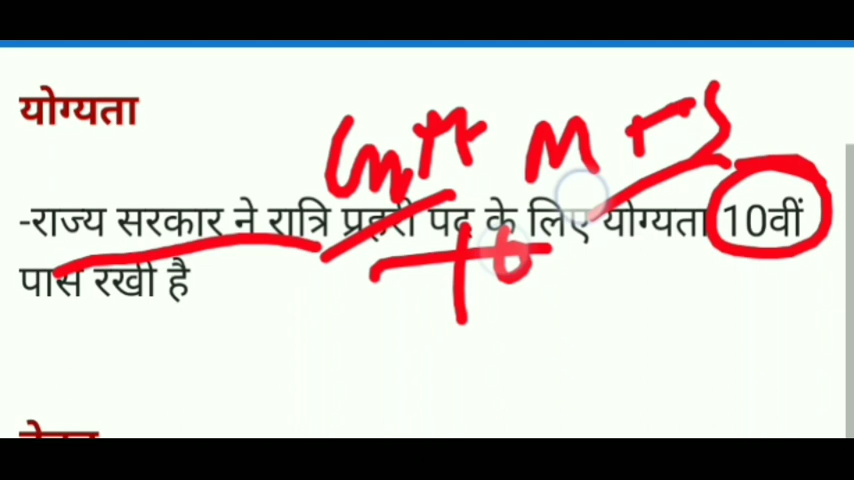 योग्यता
-राज्य सरकार ने रात्रि प्रहरी पद के लिए योग्यता 10वीं
पास रखी है